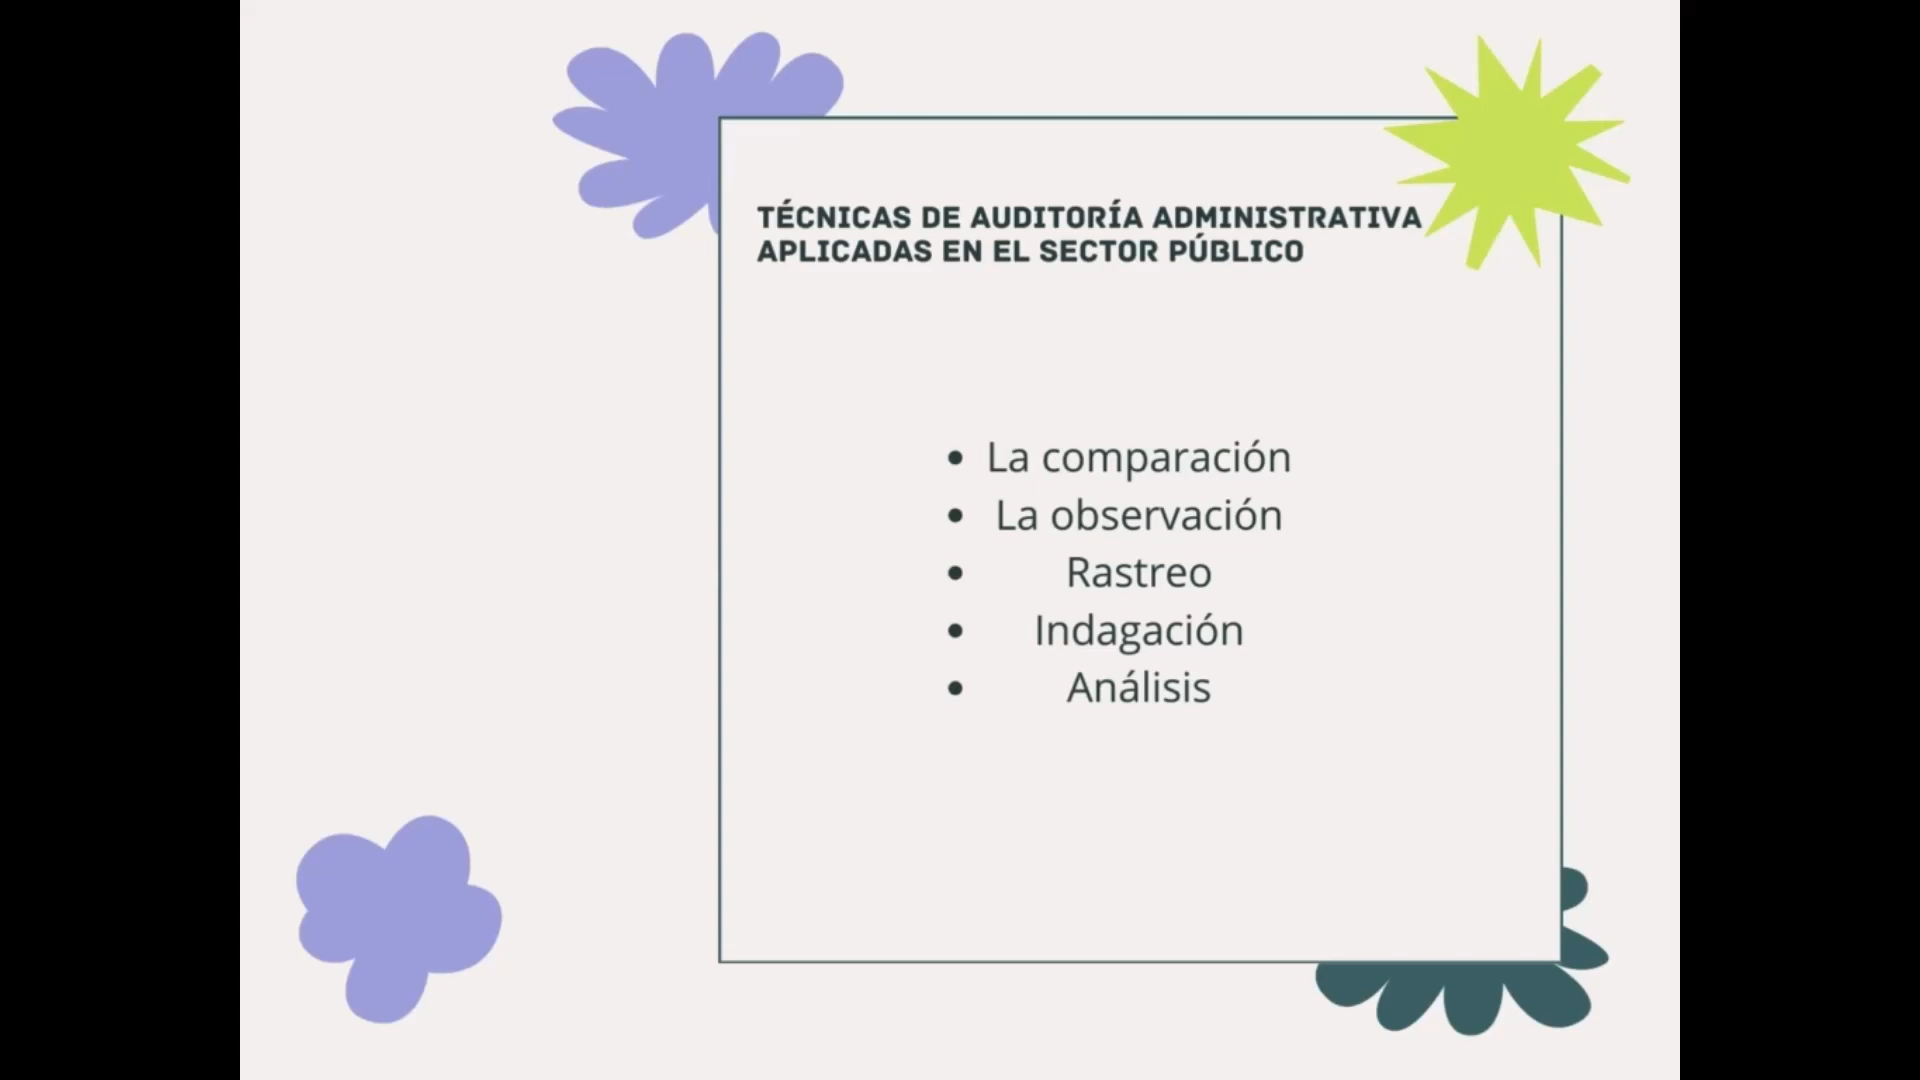 TÉCNICAS DE AUDITORÍA ADMINISTRATIVA
APLICADAS EN EL SECTOR PÚBLICO
• La comparación
• La observación
• Rastreo
• Indagación
• Análisis